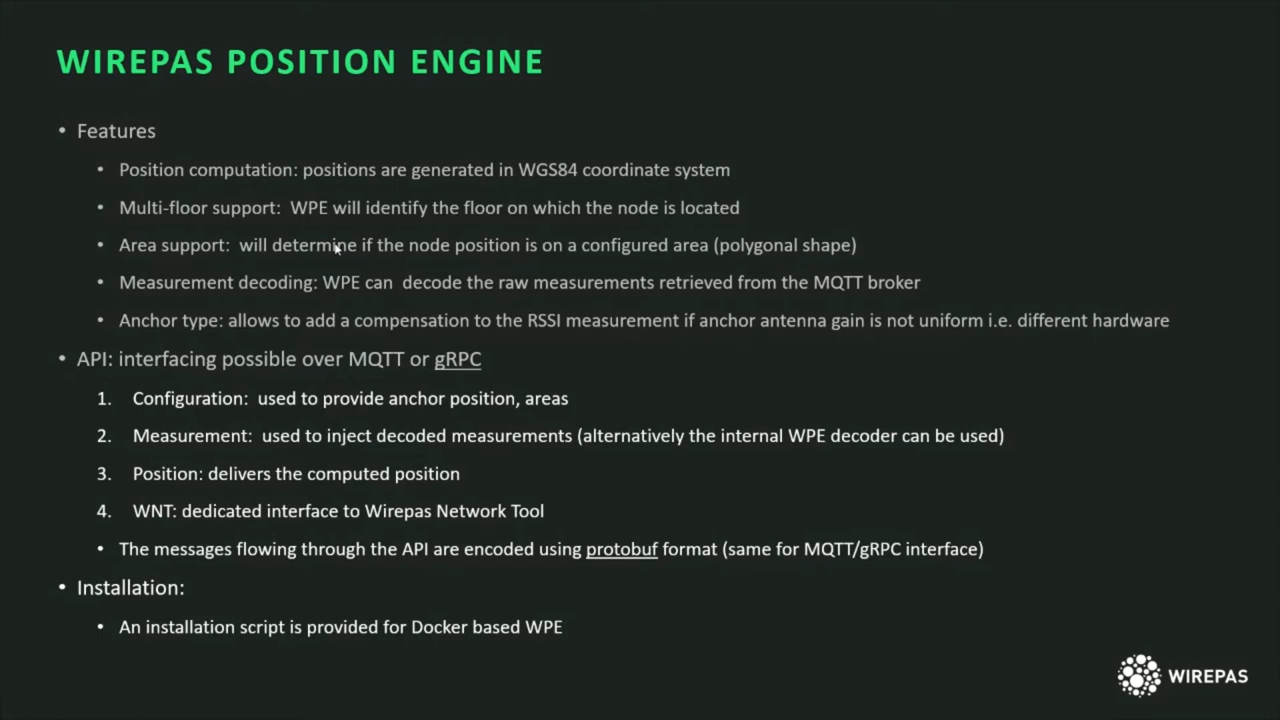 WIREPAS POSITION ENGINE
• Features
• Position computation: positions are generated in WGS84 coordinate system
• Multi-floor support:  WPE will identify the floor on which the node is located
• Area support:  will determine if the node position is on a configured area (polygonal shape)
• Measurement decoding: WPE can  decode the raw measurements retrieved from the MQTT broker
• Anchor type: allows to add a compensation to the RSSI measurement if anchor antenna gain is not uniform i.e. different hardware
• API: interfacing possible over MQTT or gRPC
1. Configuration:  used to provide anchor position, areas
2. Measurement:  used to inject decoded measurements (alternatively the internal WPE decoder can be used)
3. Position: delivers the computed position
4. WNT: dedicated interface to Wirepas Network Tool
• The messages flowing through the API are encoded using protobuf format (same for MQTT/gRPC interface)
• Installation:
• An installation script is provided for Docker based WPE
WIREPAS